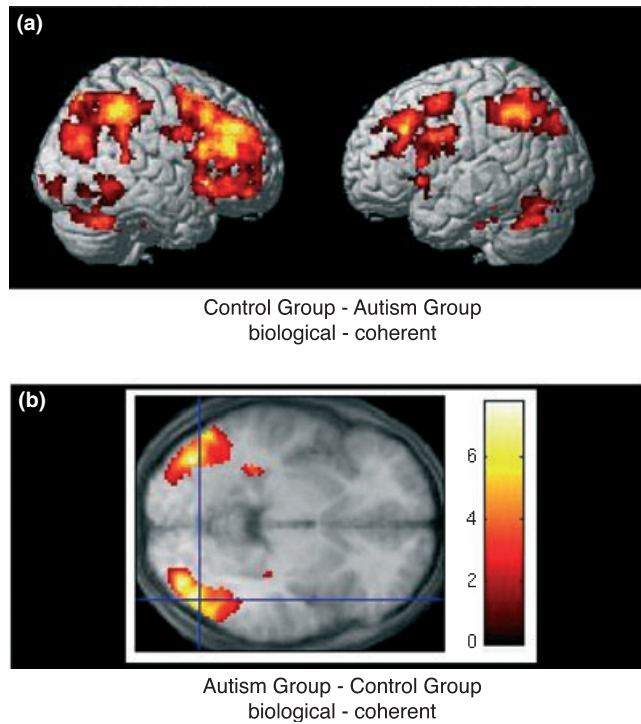 (a)
Control Group - Autism Group
biological - coherent
(b)
6
4
2
0
Autism Group - Control Group
biological - coherent